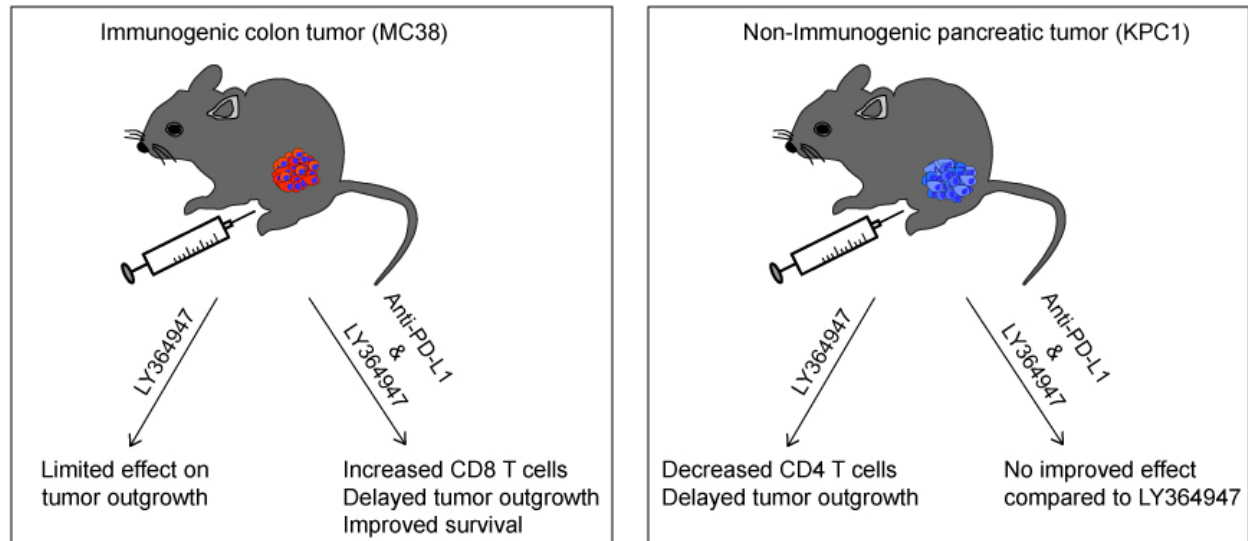 Immunogenic colon tumor (MC38)
LY364947
Anti-PD-L1
&
LY364947
Limited effect on
tumor outgrowth
Increased CD8 T cells
Delayed tumor outgrowth
Improved survival
Non-Immunogenic pancreatic tumor (KPC1)
LY364947
Anti-PD-L1
&
LY364947
Decreased CD4 T cells
Delayed tumor outgrowth
No improved effect
compared to LY364947